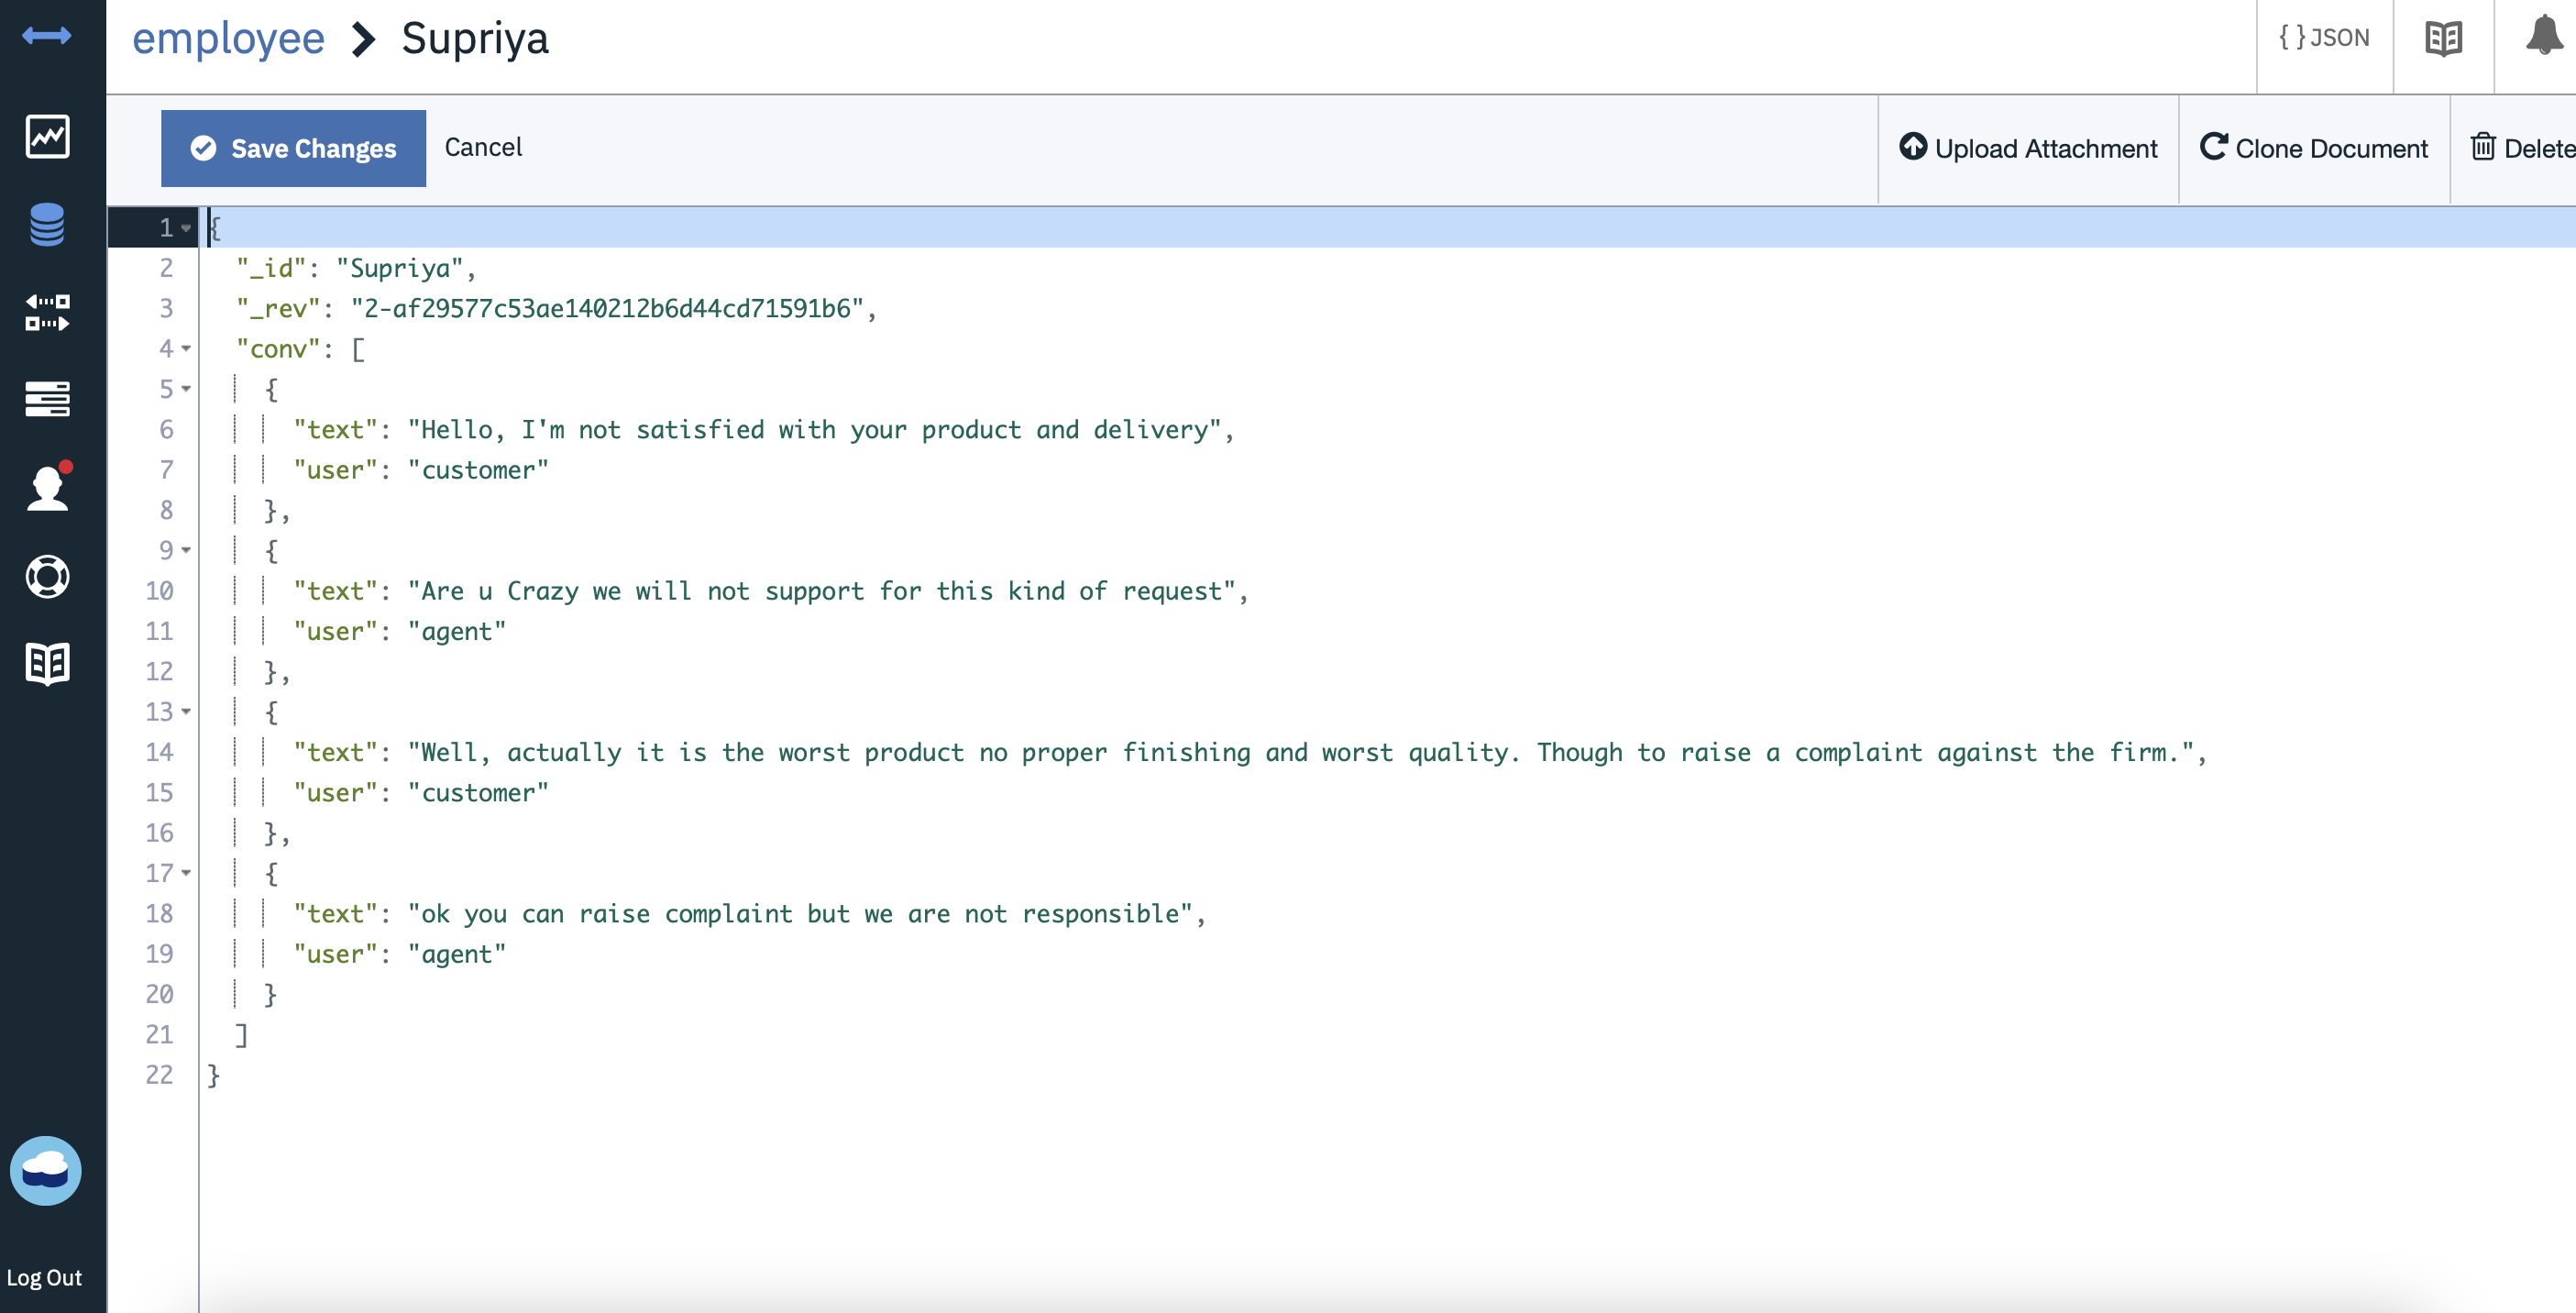 employee > Supriya
{ } JSON
Save Changes Cancel Upload Attachment Clone Document Delete
1 {
2 "_id": "Supriya",
3 "_rev": "2-af29577c53ae140212b6d44cd71591b6",
4 "conv": [
5 {
6 "text": "Hello, I'm not satisfied with your product and delivery",
7 "user": "customer"
8 },
9 {
10 "text": "Are u Crazy we will not support for this kind of request",
11 "user": "agent"
12 },
13 {
14 "text": "Well, actually it is the worst product no proper finishing and worst quality. Though to raise a complaint against the firm.",
15 "user": "customer"
16 },
17 {
18 "text": "ok you can raise complaint but we are not responsible",
19 "user": "agent"
20 }
21 ]
22 }
Log Out